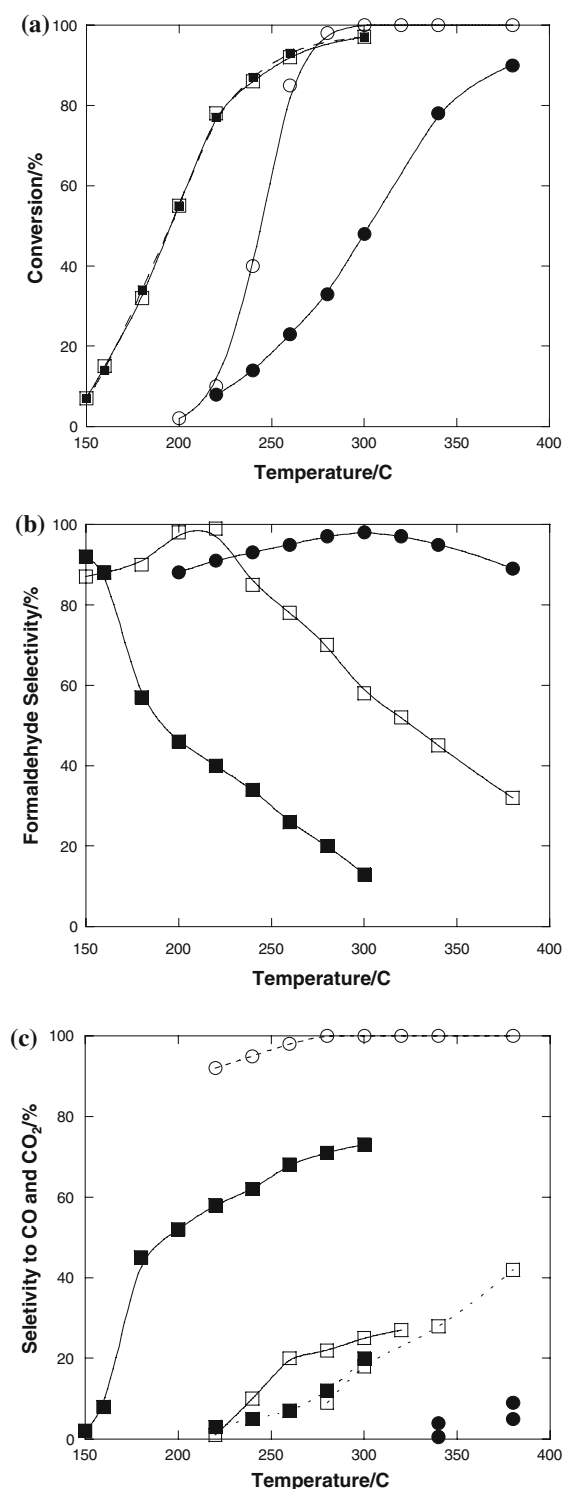 (a)
100
80
60
40
20
0
Conversion/%
150 200 250 300 350 400
Temperature/C
(b)
100
80
60
40
20
0
Formaldehyde Selectivity/%
150 200 250 300 350 400
Temperature/C
(c)
100
80
60
40
20
0
Seletivity to CO and CO₂/%
150 200 250 300 350 400
Temperature/C